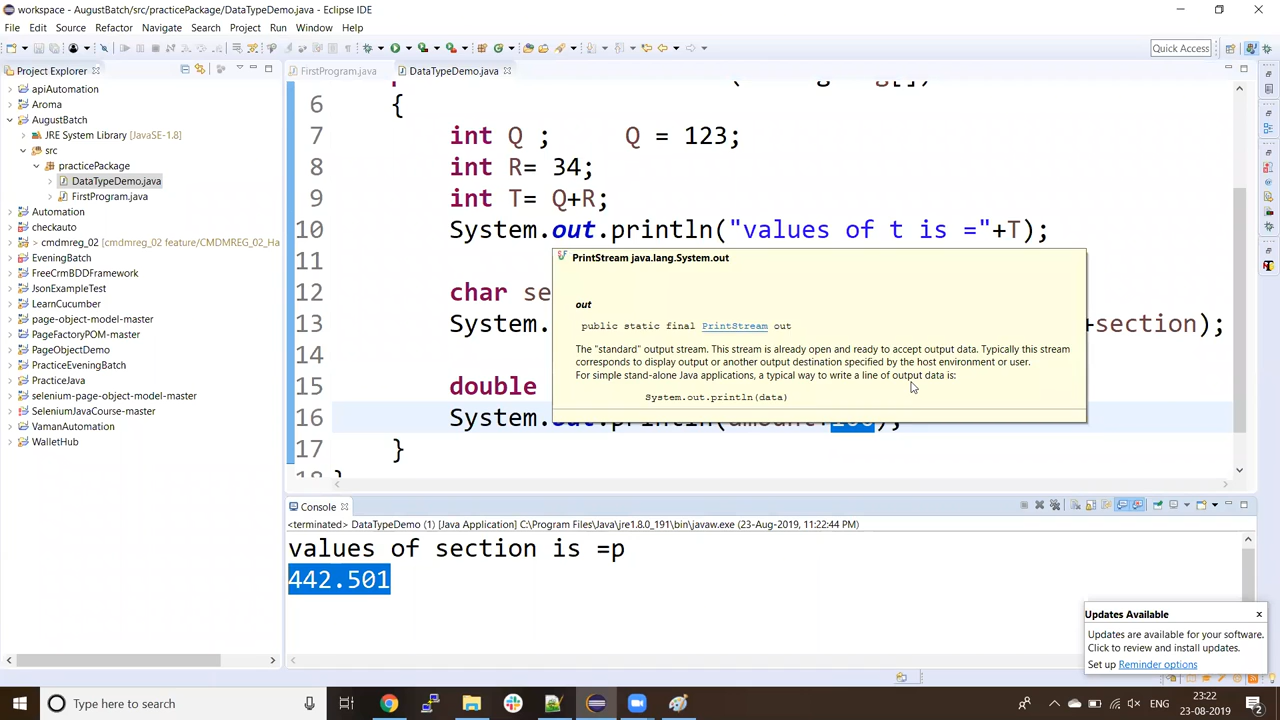 workspace - AugustBatch/src/practicePackage/DataTypeDemo.java - Eclipse IDE
File Edit Source Refactor Navigate Search Project Run Window Help
Quick Access
Project Explorer
FirstProgram.java
DataTypeDemo.java
apiAutomation
Aroma
AugustBatch
JRE System Library [JavaSE-1.8]
src
practicePackage
DataTypeDemo.java
FirstProgram.java
Automation
checkauto
> cmdmreg_02 [cmdmreg_02 feature/CMDMREG_02_Ha
EveningBatch
FreeCrmBDDFramework
JsonExampleTest
LearnCucumber
page-object-model-master
PageFactoryPOM-master
PageObjectDemo
PracticeEveningBatch
PracticeJava
selenium-page-object-model-master
SeleniumJavaCourse-master
VamanAutomation
WalletHub
6 {
7 int Q ; Q = 123;
8 int R= 34;
9 int T= Q+R;
10 System.out.println("values of t is ="+T);
11
12 char se
13 System. +section);
14
15 double
16 System.out.println(amount
17 }
18 }
PrintStream java.lang.System.out
out
public static final PrintStream out
The "standard" output stream. This stream is already open and ready to accept output data. Typically this stream
corresponds to display output or another output destination specified by the host environment or user.
For simple stand-alone Java applications, a typical way to write a line of output data is:
System.out.println(data)
Console
<terminated> DataTypeDemo (1) [Java Application] C:\Program Files\Java\jre1.8.0_191\bin\javaw.exe (23-Aug-2019, 11:22:44 PM)
values of section is =p
442.501
Updates Available
Updates are available for your software.
Click to review and install updates.
Set up Reminder options
Type here to search
ENG
23:22
23-08-2019
2